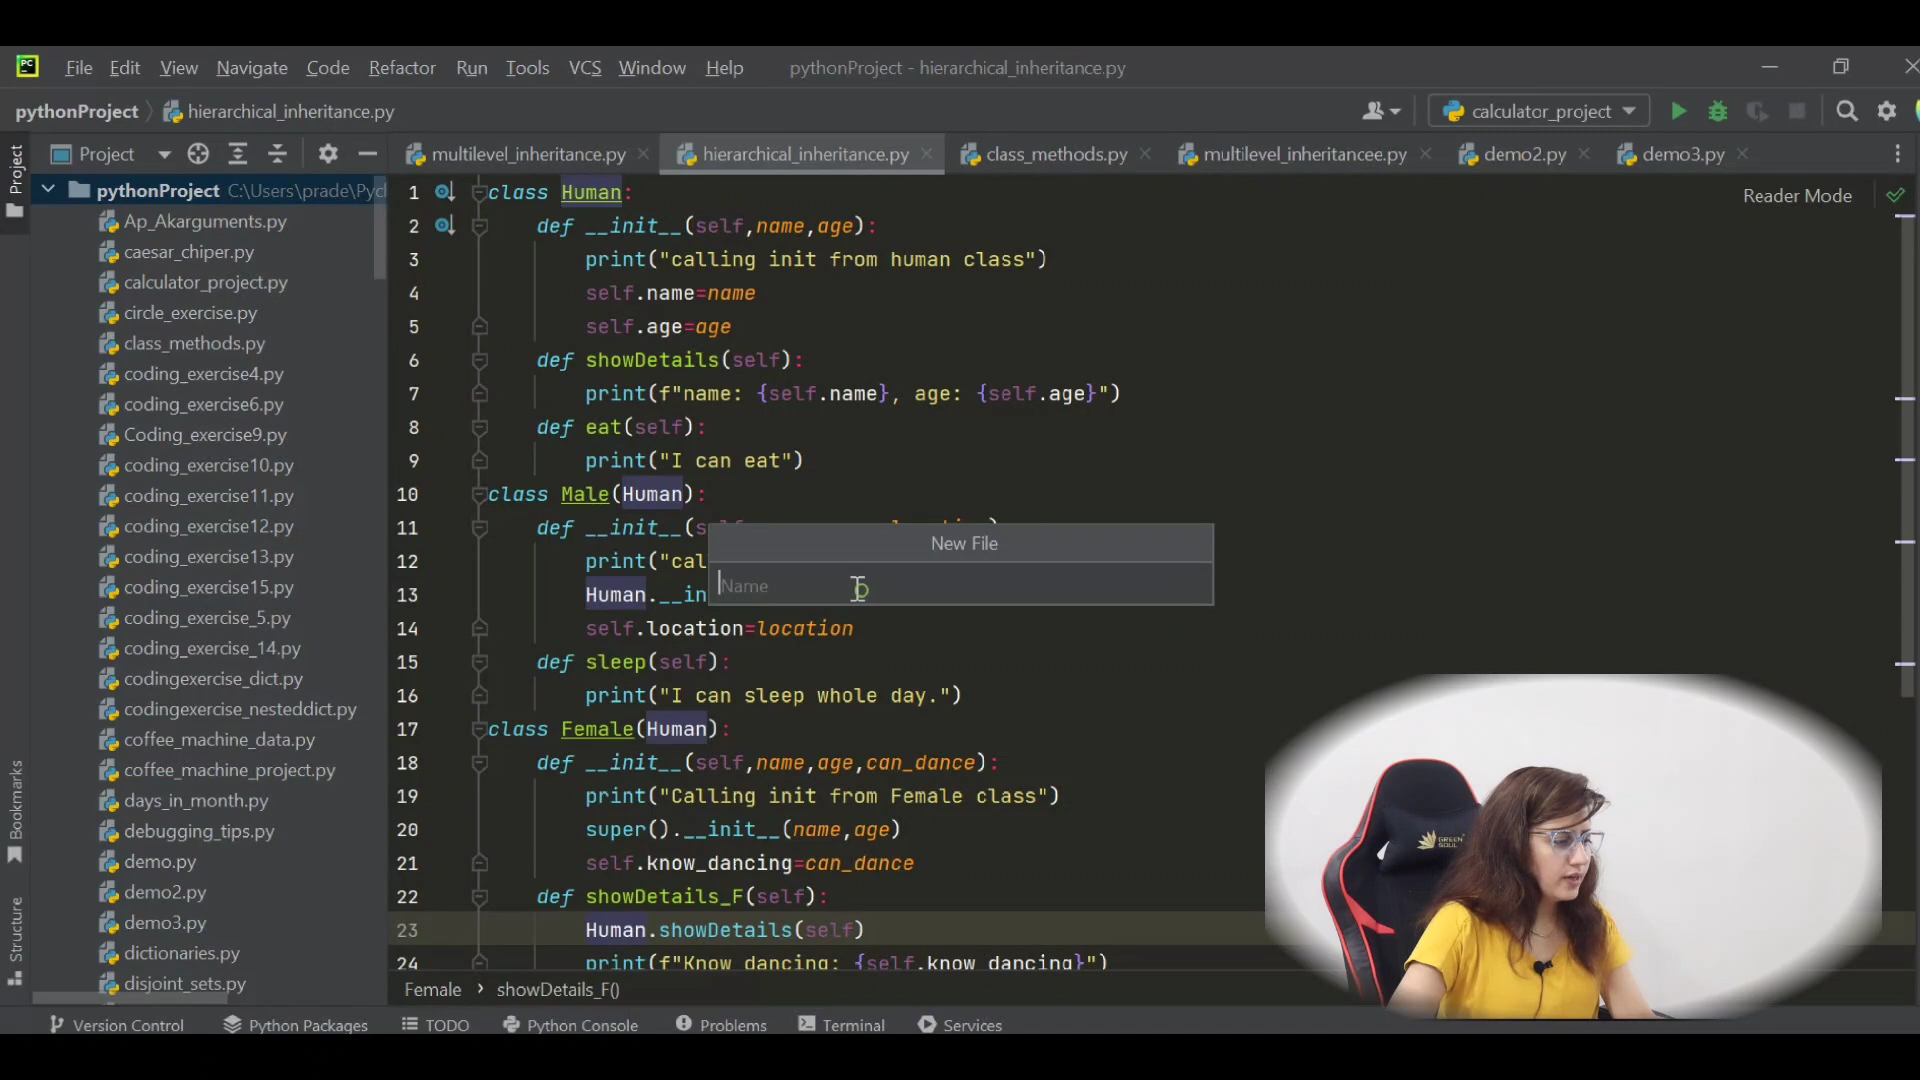 PC
File Edit View Navigate Code Refactor Run Tools VCS Window Help pythonProject - hierarchical_inheritance.py
pythonProject hierarchical_inheritance.py calculator_project
Project Project multilevel_inheritance.py hierarchical_inheritance.py class_methods.py multilevel_inheritancee.py demo2.py demo3.py
pythonProject C:\Users\prade\Pyc
Ap_Akarguments.py
caesar_chiper.py
calculator_project.py
circle_exercise.py
class_methods.py
coding_exercise4.py
coding_exercise6.py
Coding_exercise9.py
coding_exercise10.py
coding_exercise11.py
coding_exercise12.py
coding_exercise13.py
coding_exercise15.py
coding_exercise_5.py
coding_exercise_14.py
codingexercise_dict.py
codingexercise_nesteddict.py
coffee_machine_data.py
coffee_machine_project.py
days_in_month.py
debugging_tips.py
demo.py
demo2.py
demo3.py
dictionaries.py
disjoint_sets.py
Bookmarks
Structure
Reader Mode
1 class Human:
2 def __init__(self,name,age):
3 print("calling init from human class")
4 self.name=name
5 self.age=age
6 def showDetails(self):
7 print(f"name: {self.name}, age: {self.age}")
8 def eat(self):
9 print("I can eat")
10 class Male(Human):
11 def __init__(
12 print("cal
13 Human.__in
14 self.location=location
15 def sleep(self):
16 print("I can sleep whole day.")
17 class Female(Human):
18 def __init__(self,name,age,can_dance):
19 print("Calling init from Female class")
20 super().__init__(name,age)
21 self.know_dancing=can_dance
22 def showDetails_F(self):
23 Human.showDetails(self)
24 print(f"Know dancing: {self.know dancing}")
New File
Name
GREEN SOUL
Female showDetails_F()
Version Control Python Packages TODO Python Console Problems Terminal Services